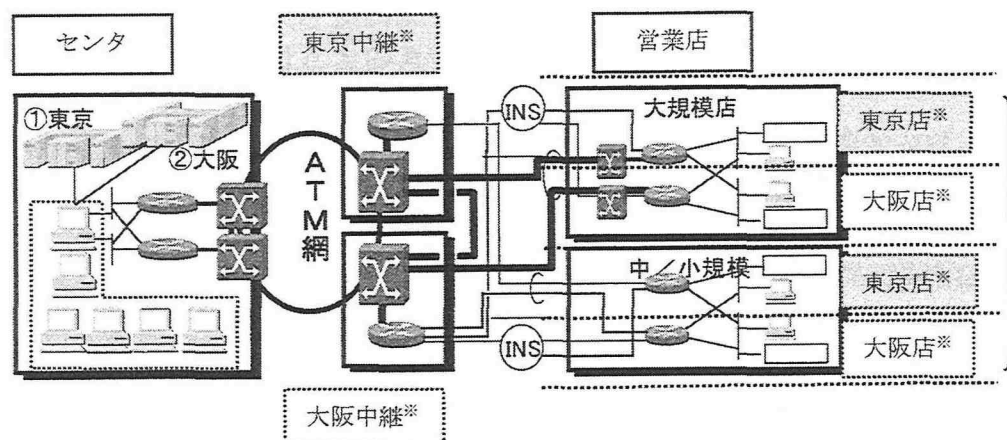 センタ
東京中継※
営業店
①東京
②大阪
ATM網
INS
大規模店
東京店※
大阪店※
中/小規模
東京店※
INS
大阪店※
大阪中継※